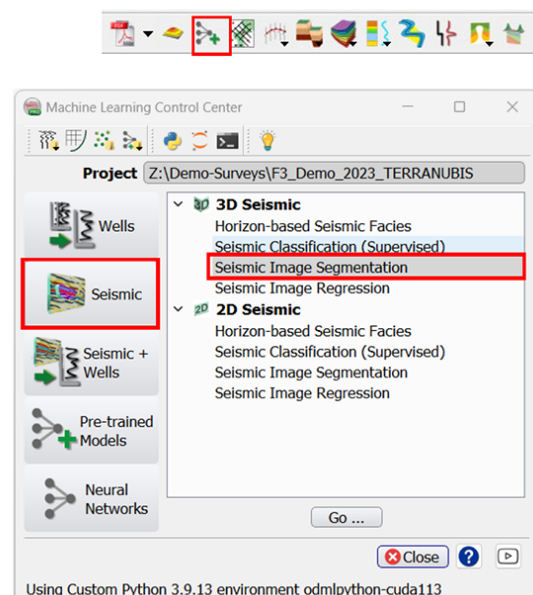 Machine Learning Control Center
Project Z:\Demo-Surveys\F3_Demo_2023_TERRANUBIS
Wells
Seismic
Seismic +
Wells
Pre-trained
Models
Neural
Networks
3D Seismic
Horizon-based Seismic Facies
Seismic Classification (Supervised)
Seismic Image Segmentation
Seismic Image Regression
2D Seismic
Horizon-based Seismic Facies
Seismic Classification (Supervised)
Seismic Image Segmentation
Seismic Image Regression
Go ...
Close
Using Custom Python 3.9.13 environment odmlpython-cuda113